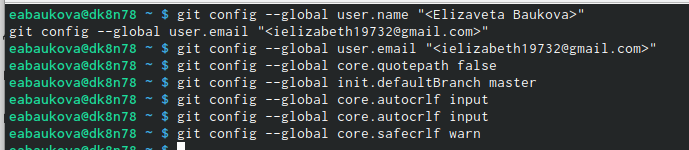 eabaukova@dk8n78 ~ $ git config --global user.name "<Elizaveta Baukova>"
git config --global user.email "<ielizabeth19732@gmail.com>"
eabaukova@dk8n78 ~ $ git config --global user.email "<ielizabeth19732@gmail.com>"
eabaukova@dk8n78 ~ $ git config --global core.quotepath false
eabaukova@dk8n78 ~ $ git config --global init.defaultBranch master
eabaukova@dk8n78 ~ $ git config --global core.autocrlf input
eabaukova@dk8n78 ~ $ git config --global core.autocrlf input
eabaukova@dk8n78 ~ $ git config --global core.safecrlf warn
eabaukova@dk8n78 ~ $